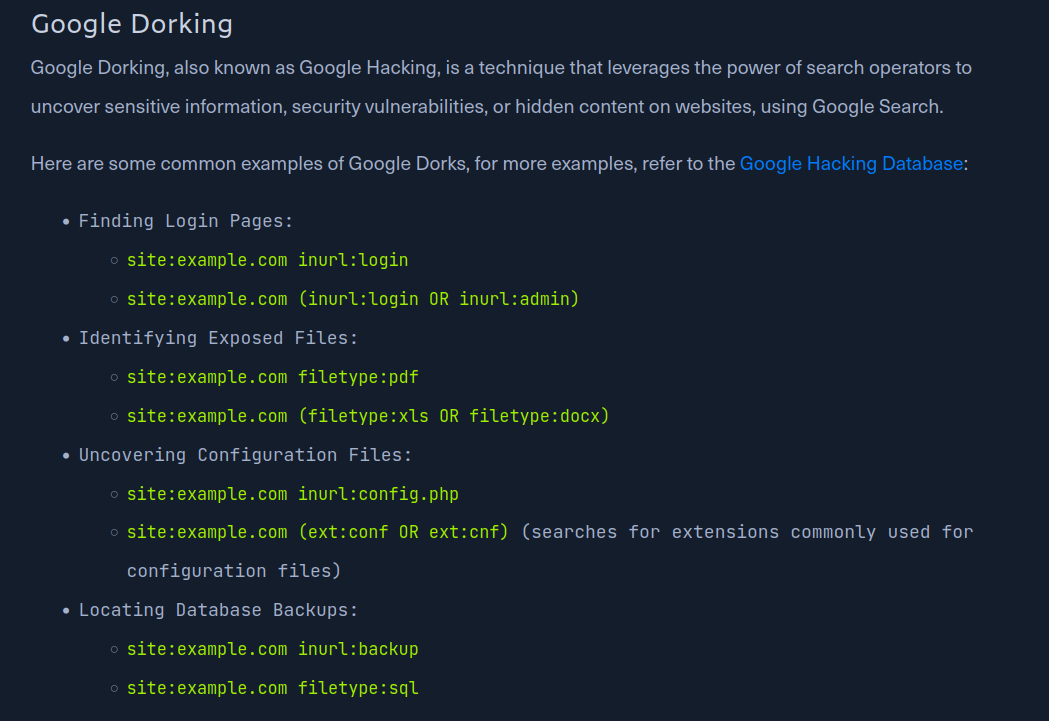 Google Dorking
Google Dorking, also known as Google Hacking, is a technique that leverages the power of search operators to
uncover sensitive information, security vulnerabilities, or hidden content on websites, using Google Search.
Here are some common examples of Google Dorks, for more examples, refer to the Google Hacking Database:
• Finding Login Pages:
○ site:example.com inurl:login
○ site:example.com (inurl:login OR inurl:admin)
• Identifying Exposed Files:
○ site:example.com filetype:pdf
○ site:example.com (filetype:xls OR filetype:docx)
• Uncovering Configuration Files:
○ site:example.com inurl:config.php
○ site:example.com (ext:conf OR ext:cnf) (searches for extensions commonly used for
configuration files)
• Locating Database Backups:
○ site:example.com inurl:backup
○ site:example.com filetype:sql